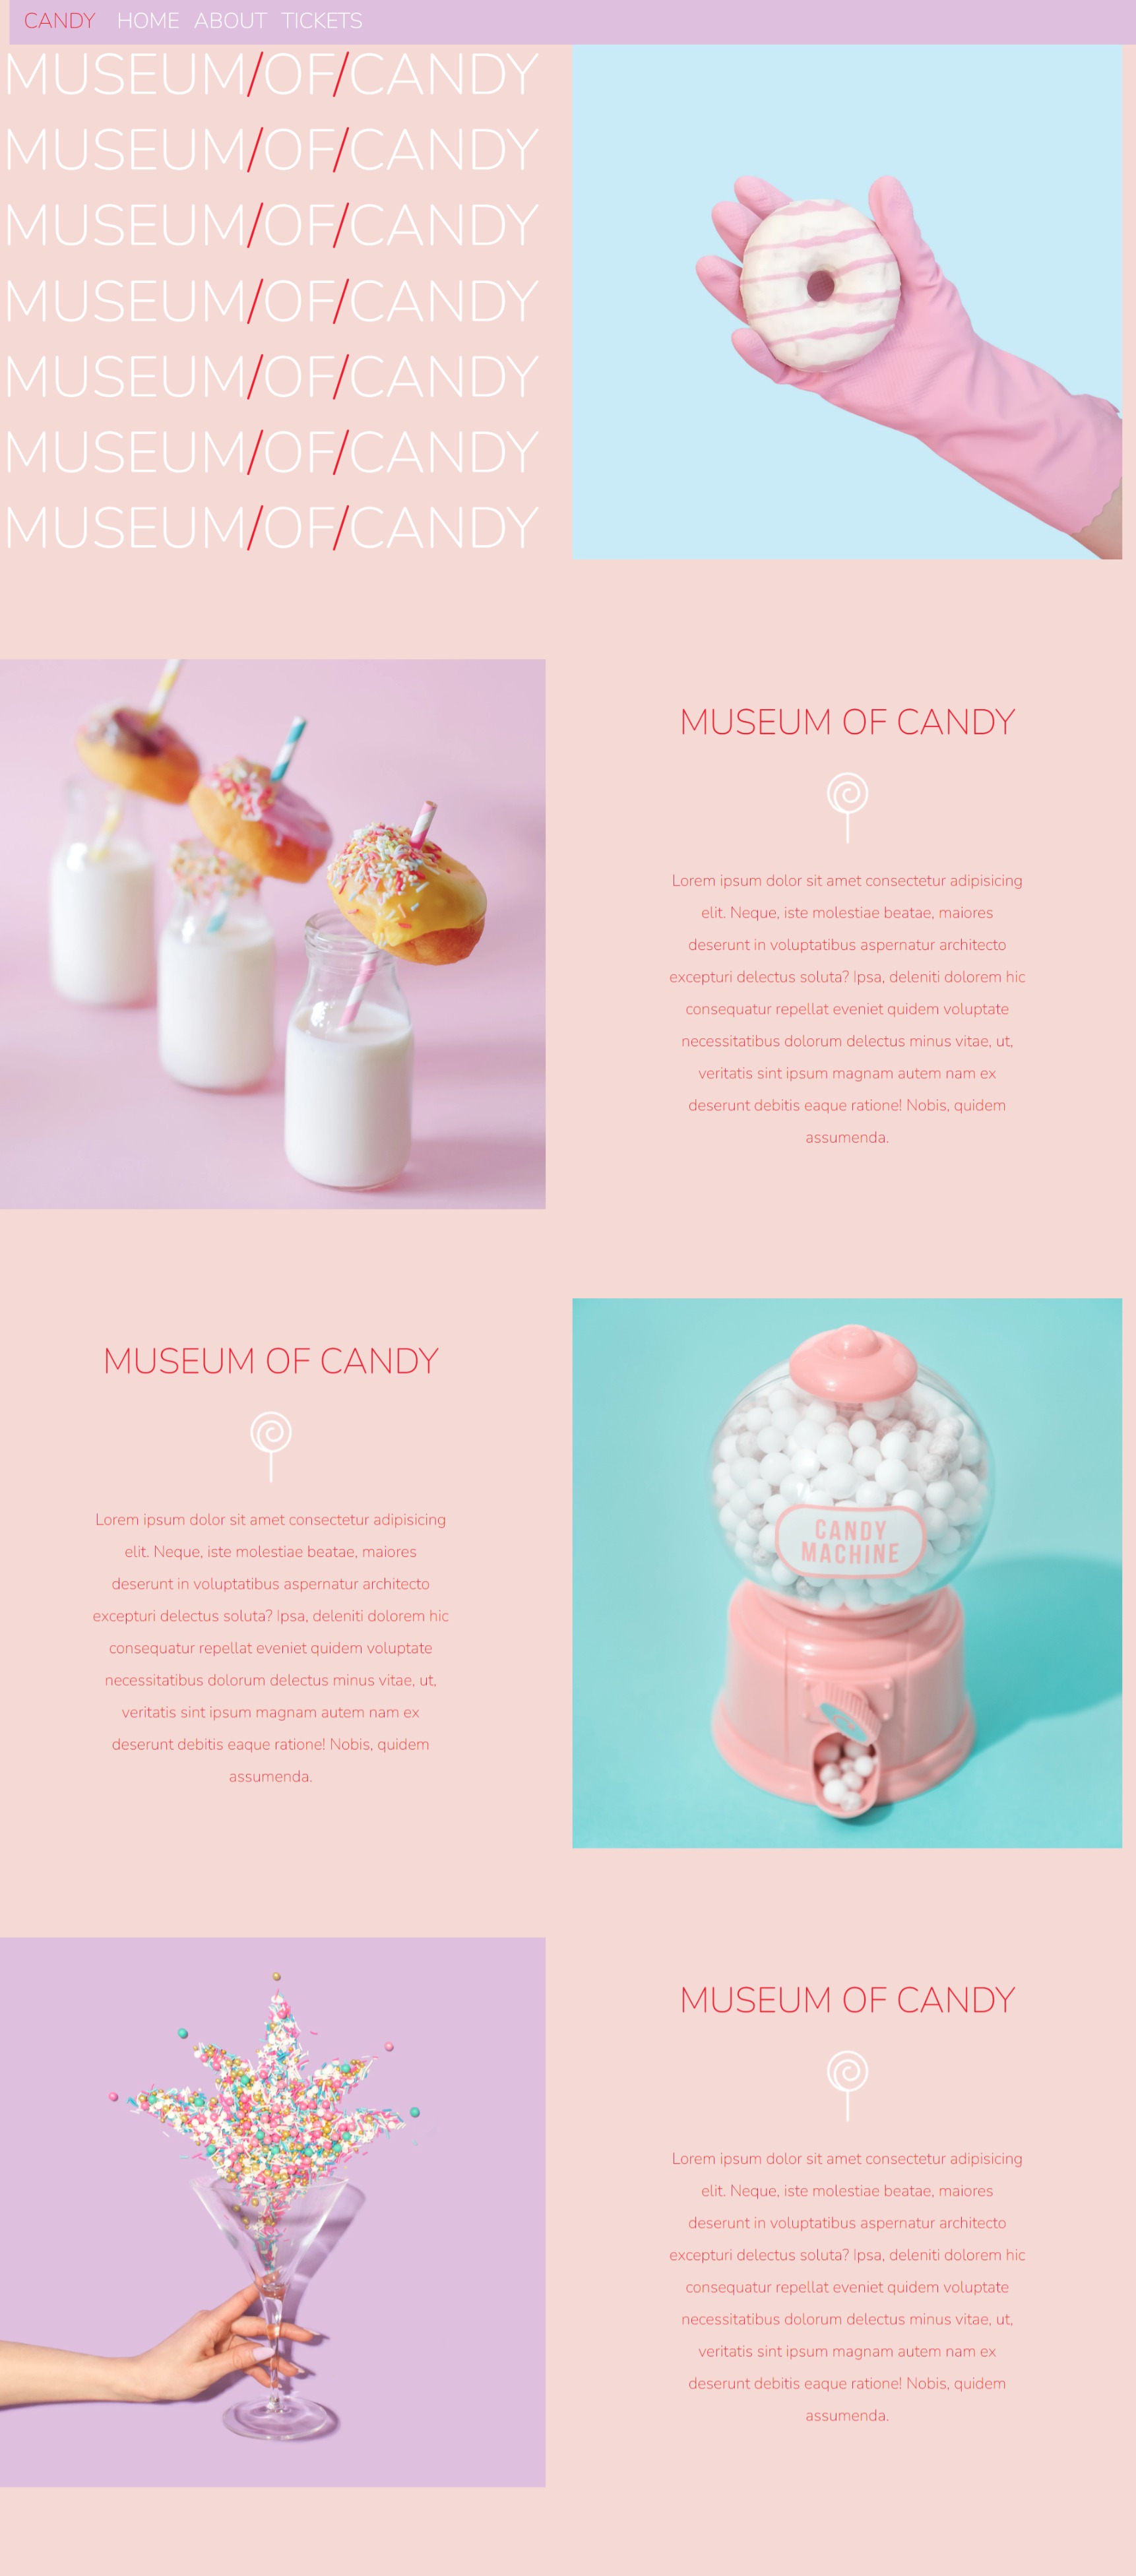 CANDY HOME ABOUT TICKETS
MUSEUM/OF/CANDY
MUSEUM/OF/CANDY
MUSEUM/OF/CANDY
MUSEUM/OF/CANDY
MUSEUM/OF/CANDY
MUSEUM/OF/CANDY
MUSEUM/OF/CANDY
MUSEUM OF CANDY
Lorem ipsum dolor sit amet consectetur adipisicing
elit. Neque, iste molestiae beatae, maiores
deserunt in voluptatibus aspernatur architecto
excepturi delectus soluta? Ipsa, deleniti dolorem hic
consequatur repellat eveniet quidem voluptate
necessitatibus dolorum delectus minus vitae, ut,
veritatis sint ipsum magnam autem nam ex
deserunt debitis eaque ratione! Nobis, quidem
assumenda.
MUSEUM OF CANDY
Lorem ipsum dolor sit amet consectetur adipisicing
elit. Neque, iste molestiae beatae, maiores
deserunt in voluptatibus aspernatur architecto
excepturi delectus soluta? Ipsa, deleniti dolorem hic
consequatur repellat eveniet quidem voluptate
necessitatibus dolorum delectus minus vitae, ut,
veritatis sint ipsum magnam autem nam ex
deserunt debitis eaque ratione! Nobis, quidem
assumenda.
CANDY
MACHINE
MUSEUM OF CANDY
Lorem ipsum dolor sit amet consectetur adipisicing
elit. Neque, iste molestiae beatae, maiores
deserunt in voluptatibus aspernatur architecto
excepturi delectus soluta? Ipsa, deleniti dolorem hic
consequatur repellat eveniet quidem voluptate
necessitatibus dolorum delectus minus vitae, ut,
veritatis sint ipsum magnam autem nam ex
deserunt debitis eaque ratione! Nobis, quidem
assumenda.